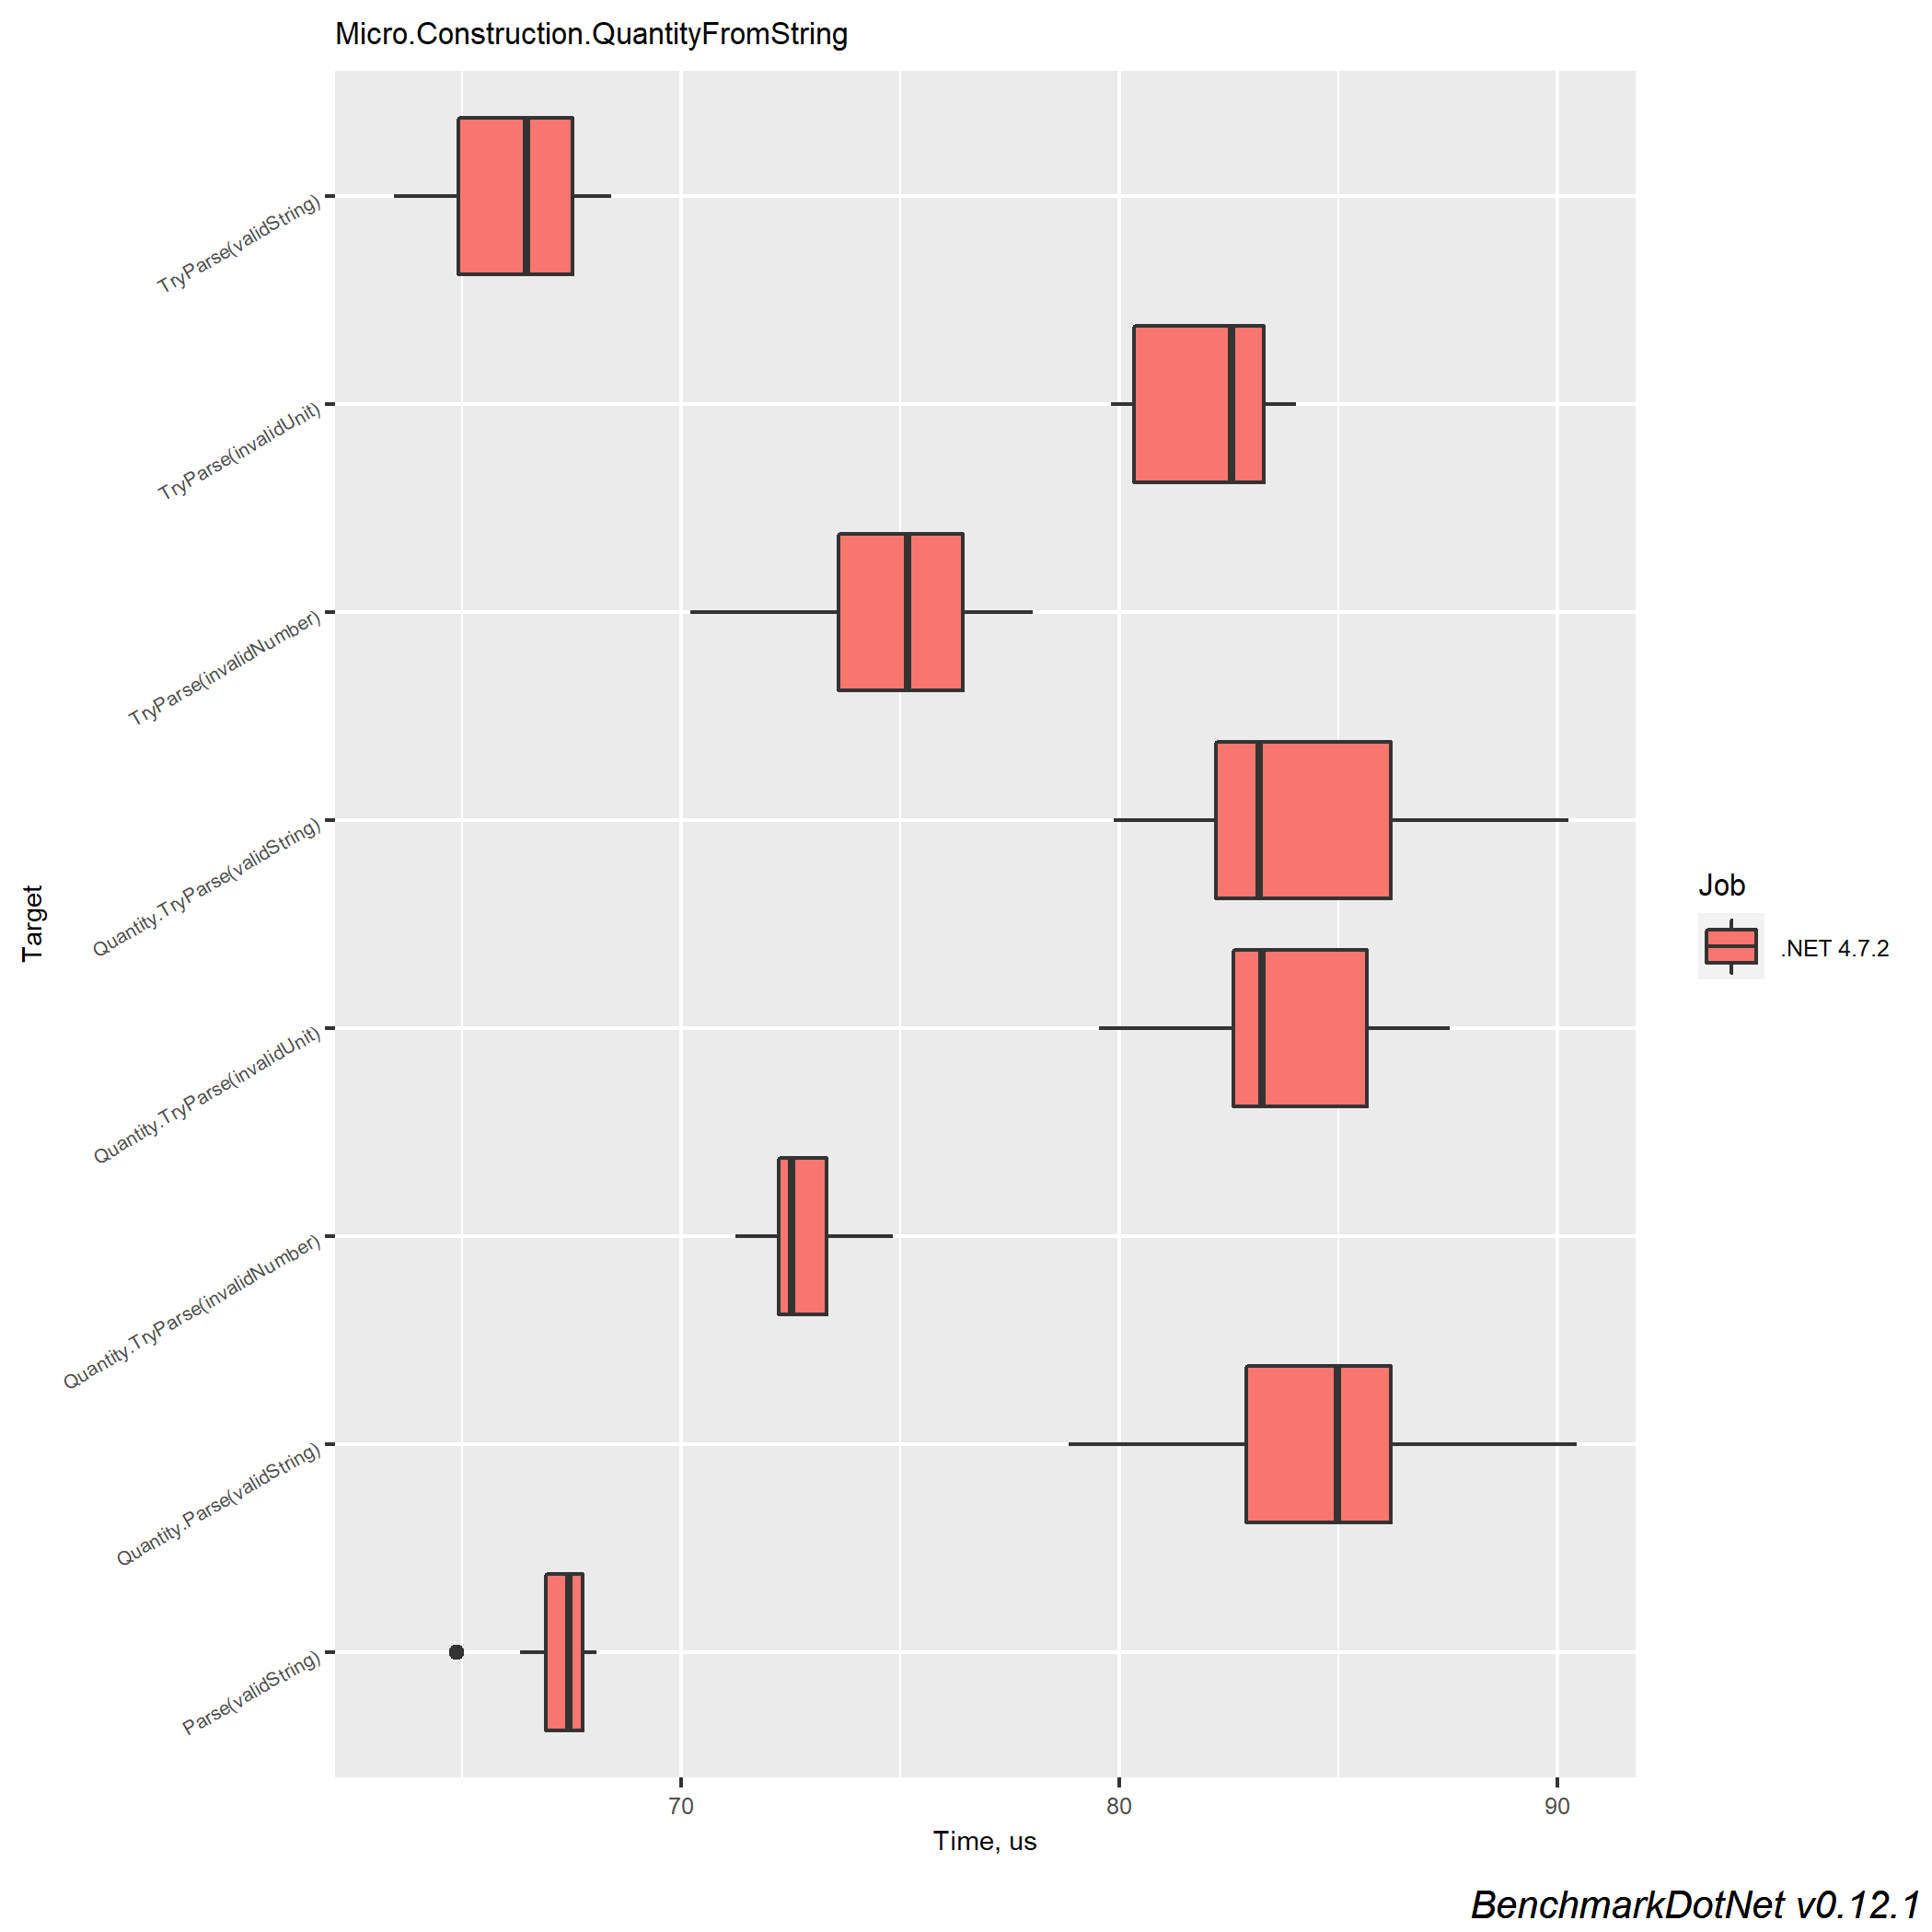 Micro.Construction.QuantityFromString
TryParse(validString)
TryParse(invalidUnit)
TryParse(invalidNumber)
Quantity.TryParse(validString)
Quantity.TryParse(invalidUnit)
Quantity.TryParse(invalidNumber)
Quantity.Parse(validString)
Parse(validString)
Target
70
80
90
Time, us
Job
.NET 4.7.2
BenchmarkDotNet v0.12.1